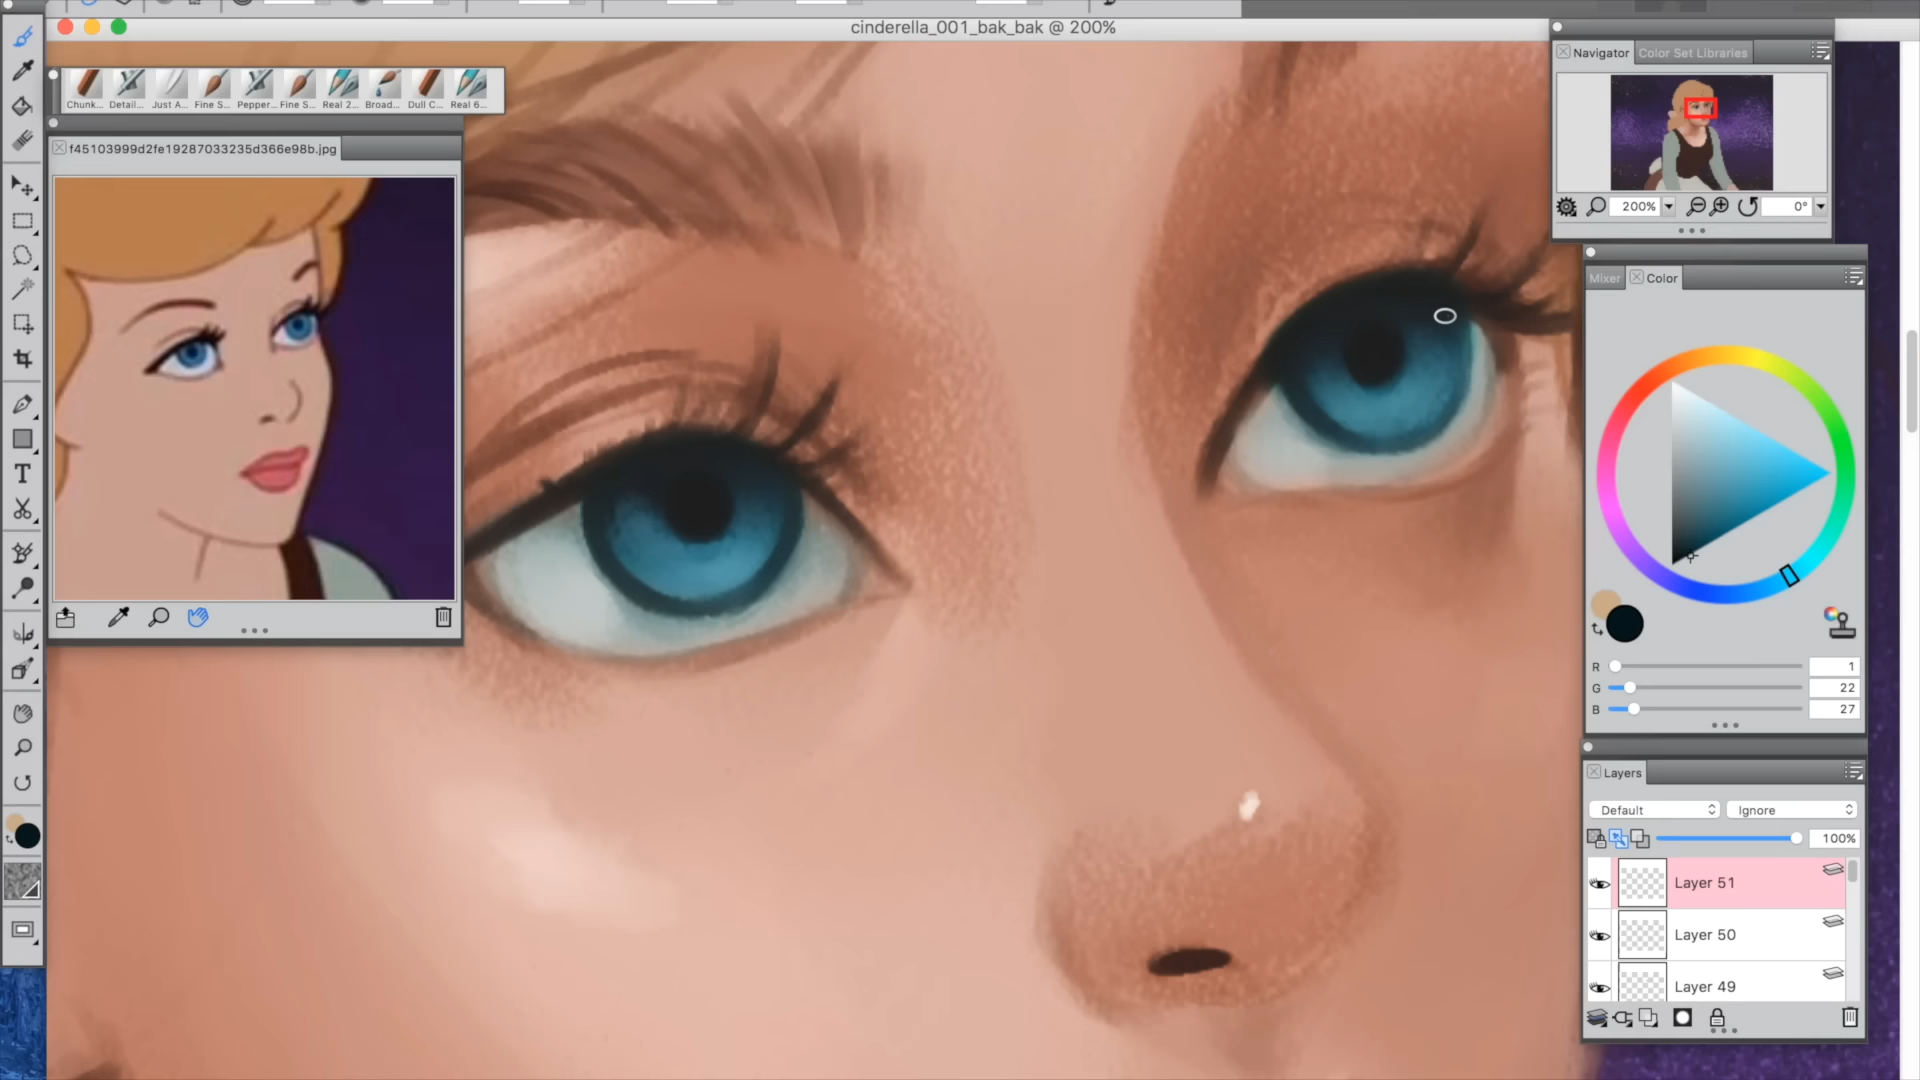 cinderella_001_bak_bak @ 200%
Chunk... Detail... Just A... Fine S... Pepper... Fine S... Real 2... Broad... Dull C... Real 6...
f45103999d2fe19287033235d366e98b.jpg
Navigator Color Set Libraries
200% 0°
Mixer Color
R 1
G 22
B 27
Layers
Default Ignore
100%
Layer 51
Layer 50
Layer 49
T